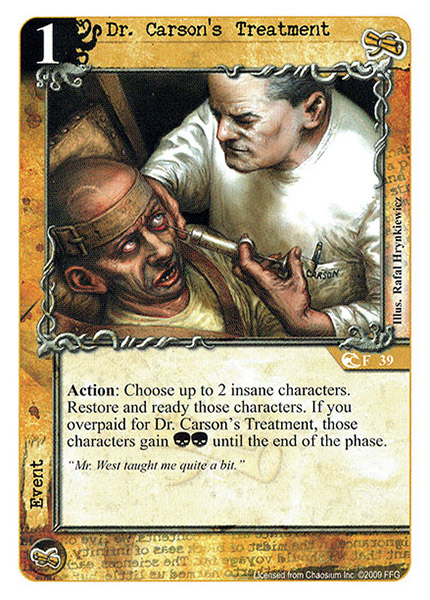 1
Dr. Carson's Treatment
CARSON
Illus. Rafał Hrynkiewicz
F 39
Action: Choose up to 2 insane characters.
Restore and ready those characters. If you
overpaid for Dr. Carson's Treatment, those
characters gain until the end of the phase.
"Mr. West taught me quite a bit."
Event
Licensed from Chaosium Inc. ©2009 FFG